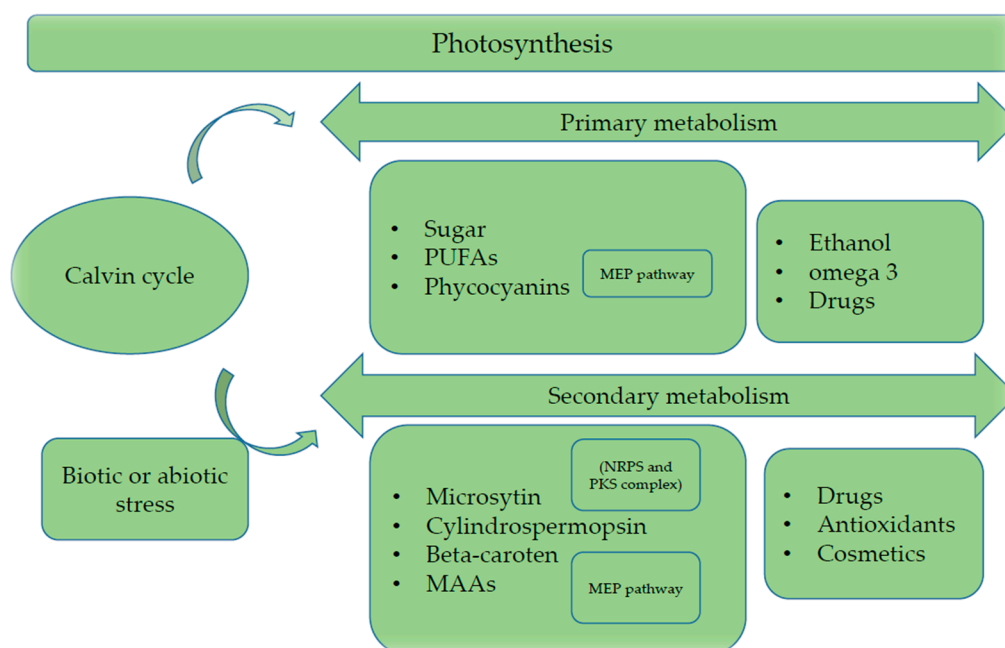 Photosynthesis
Primary metabolism
Calvin cycle
• Sugar
• PUFAs
• Phycocyanins
MEP pathway
• Ethanol
• omega 3
• Drugs
Secondary metabolism
Biotic or abiotic
stress
(NRPS and
PKS complex)
• Microsytin
• Cylindrospermopsin
• Beta-caroten
• MAAs
MEP pathway
• Drugs
• Antioxidants
• Cosmetics